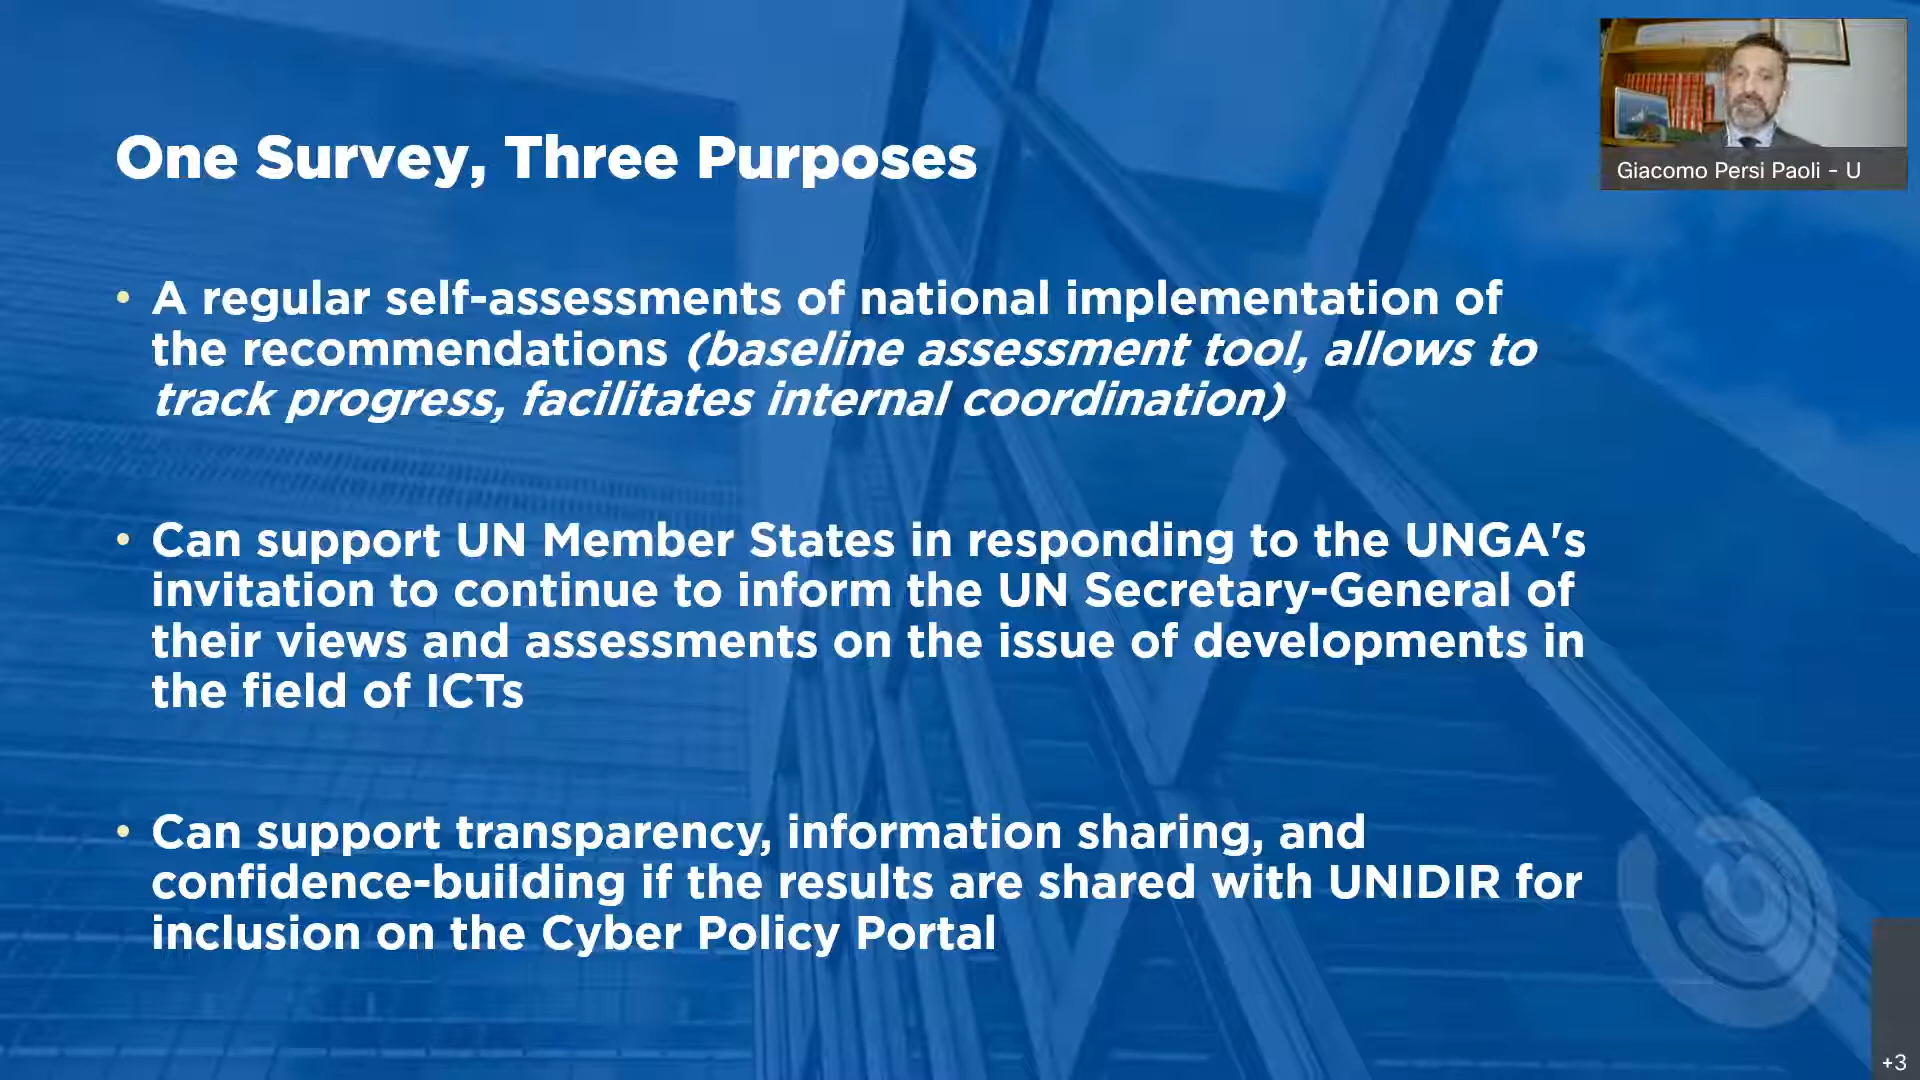 One Survey, Three Purposes
Giacomo Persi Paoli - U
• A regular self-assessments of national implementation of
the recommendations (baseline assessment tool, allows to
track progress, facilitates internal coordination)
• Can support UN Member States in responding to the UNGA's
invitation to continue to inform the UN Secretary-General of
their views and assessments on the issue of developments in
the field of ICTs
• Can support transparency, information sharing, and
confidence-building if the results are shared with UNIDIR for
inclusion on the Cyber Policy Portal
+3